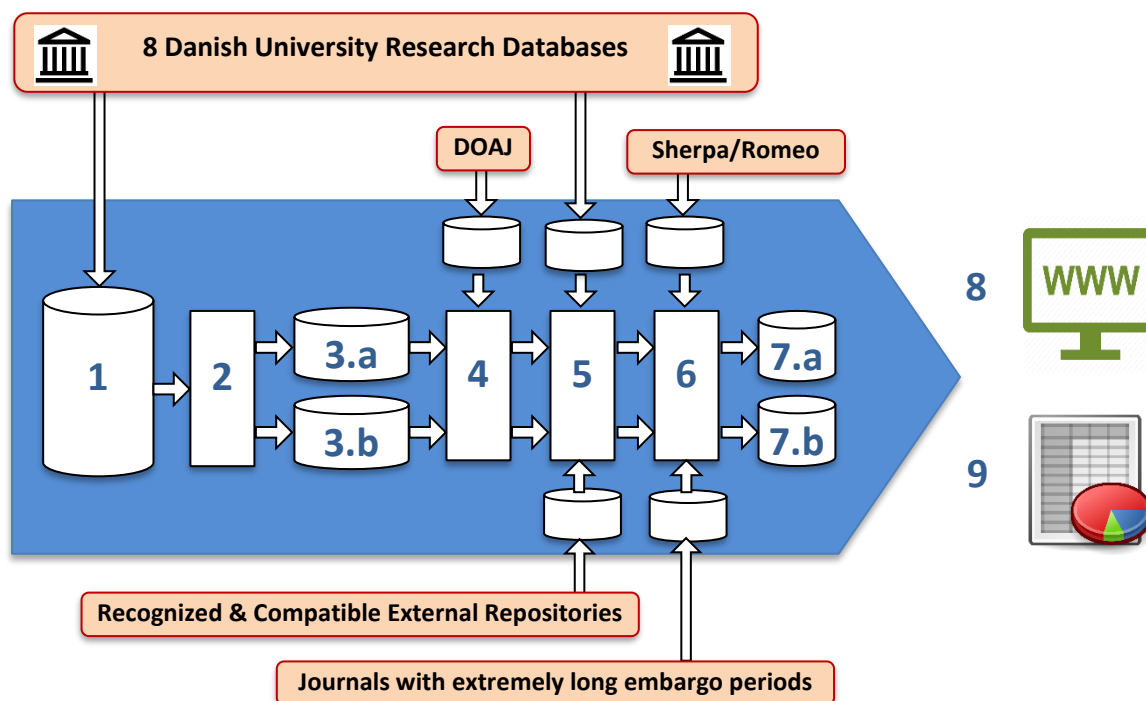 8 Danish University Research Databases
DOAJ
Sherpa/Romeo
8
WWW
1
2
3.a
4
5
6
7.a
3.b
7.b
9
Recognized & Compatible External Repositories
Journals with extremely long embargo periods